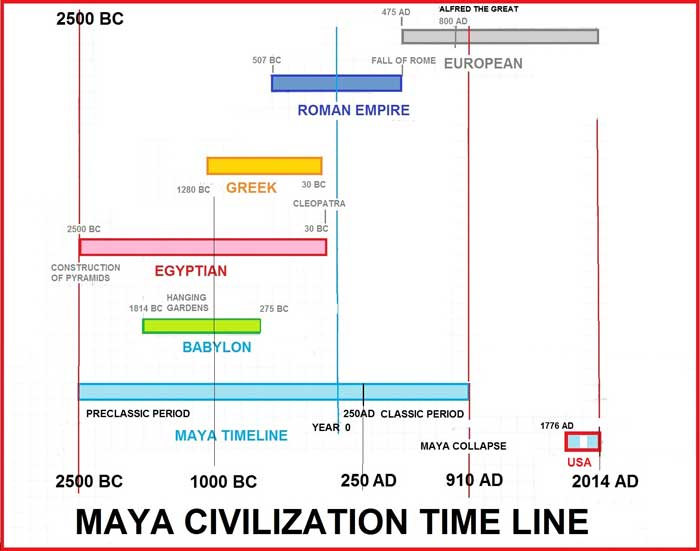 2500 BC
ALFRED THE GREAT
475 AD
800 AD
507 BC
FALL OF ROME
EUROPEAN
ROMAN EMPIRE
1280 BC
GREEK
30 BC
CLEOPATRA
2500 BC
30 BC
CONSTRUCTION
OF PYRAMIDS
EGYPTIAN
HANGING
GARDENS
1814 BC
275 BC
BABYLON
PRECLASSIC PERIOD
250AD
CLASSIC PERIOD
YEAR 0
MAYA TIMELINE
1776 AD
MAYA COLLAPSE
USA
2500 BC
1000 BC
250 AD
910 AD
2014 AD
MAYA CIVILIZATION TIME LINE